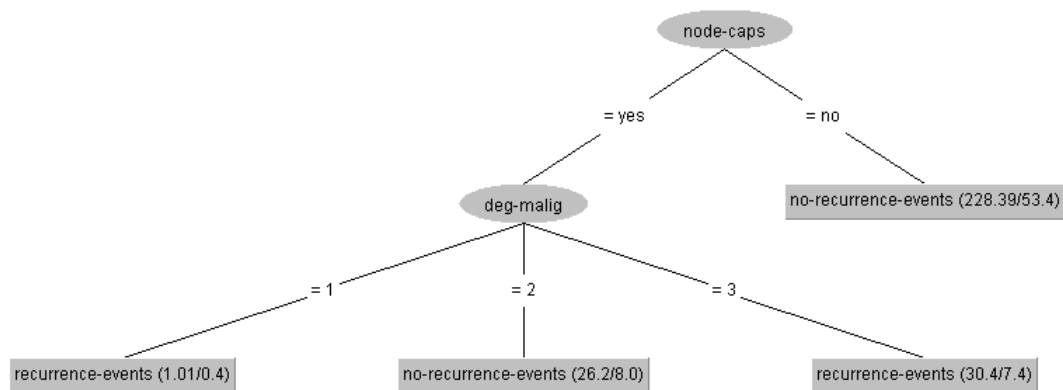 node-caps
= yes
= no
deg-malig
no-recurrence-events (228.39/53.4)
= 1
= 2
= 3
recurrence-events (1.01/0.4)
no-recurrence-events (26.2/8.0)
recurrence-events (30.4/7.4)